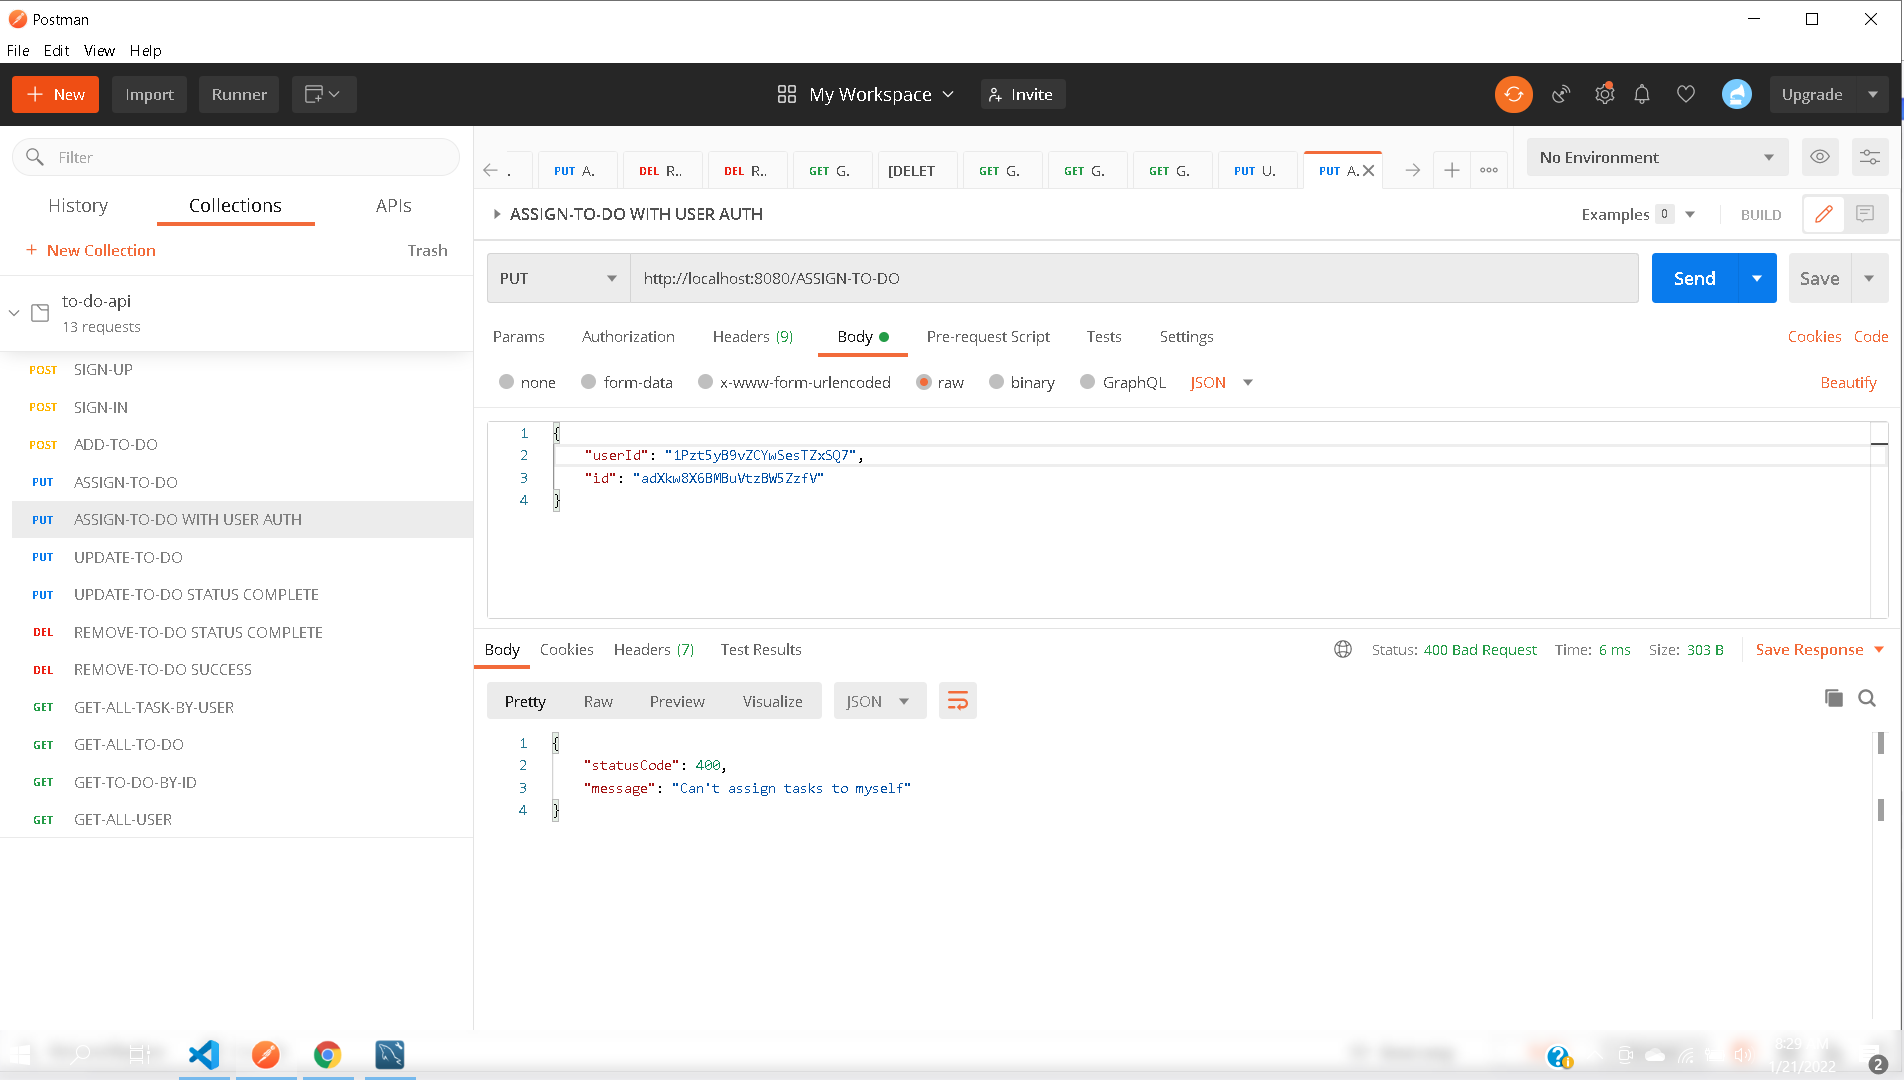 Postman
File Edit View Help
New Import Runner My Workspace Invite Upgrade
Filter
History Collections APIs
New Collection Trash
to-do-api
13 requests
POST SIGN-UP
POST SIGN-IN
POST ADD-TO-DO
PUT ASSIGN-TO-DO
PUT ASSIGN-TO-DO WITH USER AUTH
PUT UPDATE-TO-DO
PUT UPDATE-TO-DO STATUS COMPLETE
DEL REMOVE-TO-DO STATUS COMPLETE
DEL REMOVE-TO-DO SUCCESS
GET GET-ALL-TASK-BY-USER
GET GET-ALL-TO-DO
GET GET-TO-DO-BY-ID
GET GET-ALL-USER
. PUT A. DEL R.. DEL R.. GET G. [DELET GET G. GET G. GET G. PUT U. PUT A. No Environment
ASSIGN-TO-DO WITH USER AUTH Examples 0 BUILD
PUT http://localhost:8080/ASSIGN-TO-DO Send Save
Params Authorization Headers (9) Body Pre-request Script Tests Settings Cookies Code
none form-data x-www-form-urlencoded raw binary GraphQL JSON Beautify
1 {
2 "userId": "1Pzt5yB9vZCYwSesTZxSQ7",
3 "id": "adXkw8X6BMBuVtzBW5ZzfV"
4 }
Body Cookies Headers (7) Test Results Status: 400 Bad Request Time: 6 ms Size: 303 B Save Response
Pretty Raw Preview Visualize JSON
1 {
2 "statusCode": 400,
3 "message": "Can't assign tasks to myself"
4 }
1/21/2022
2